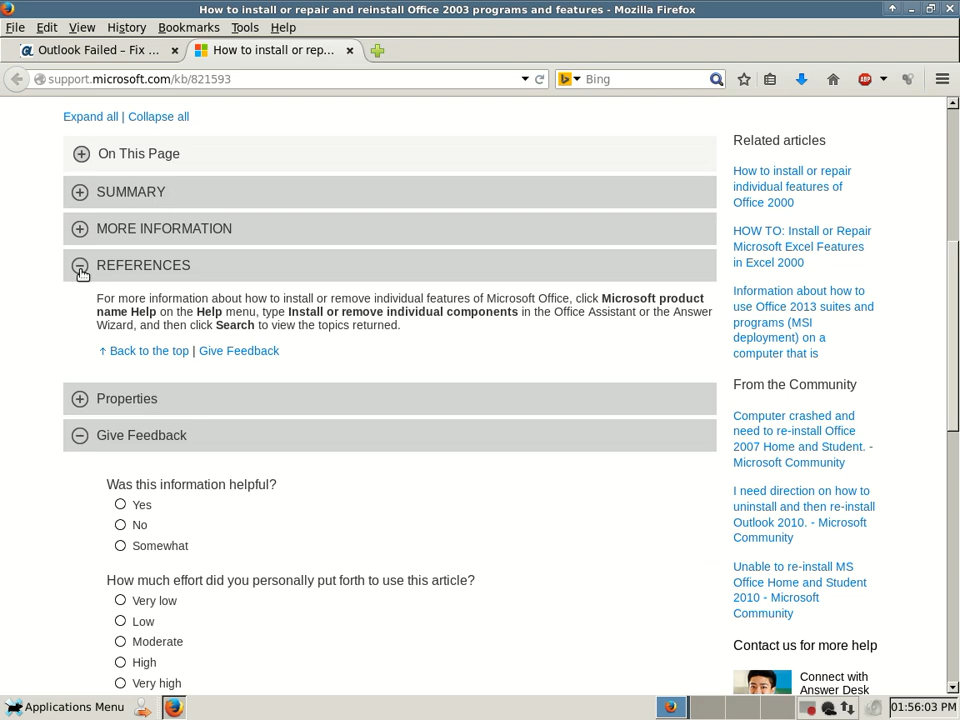 How to install or repair and reinstall Office 2003 programs and features - Mozilla Firefox
File Edit View History Bookmarks Tools Help
Outlook Failed – Fix ...
How to install or rep...
support.microsoft.com/kb/821593
Bing
Expand all | Collapse all
On This Page
SUMMARY
MORE INFORMATION
REFERENCES
For more information about how to install or remove individual features of Microsoft Office, click Microsoft product
name Help on the Help menu, type Install or remove individual components in the Office Assistant or the Answer
Wizard, and then click Search to view the topics returned.
↑ Back to the top | Give Feedback
Properties
Give Feedback
Was this information helpful?
Yes
No
Somewhat
How much effort did you personally put forth to use this article?
Very low
Low
Moderate
High
Very high
Related articles
How to install or repair
individual features of
Office 2000
HOW TO: Install or Repair
Microsoft Excel Features
in Excel 2000
Information about how to
use Office 2013 suites and
programs (MSI
deployment) on a
computer that is
From the Community
Computer crashed and
need to re-install Office
2007 Home and Student. -
Microsoft Community
I need direction on how to
uninstall and then re-install
Outlook 2010. - Microsoft
Community
Unable to re-install MS
Office Home and Student
2010 - Microsoft
Community
Contact us for more help
Connect with
Answer Desk
Applications Menu
01:56:03 PM